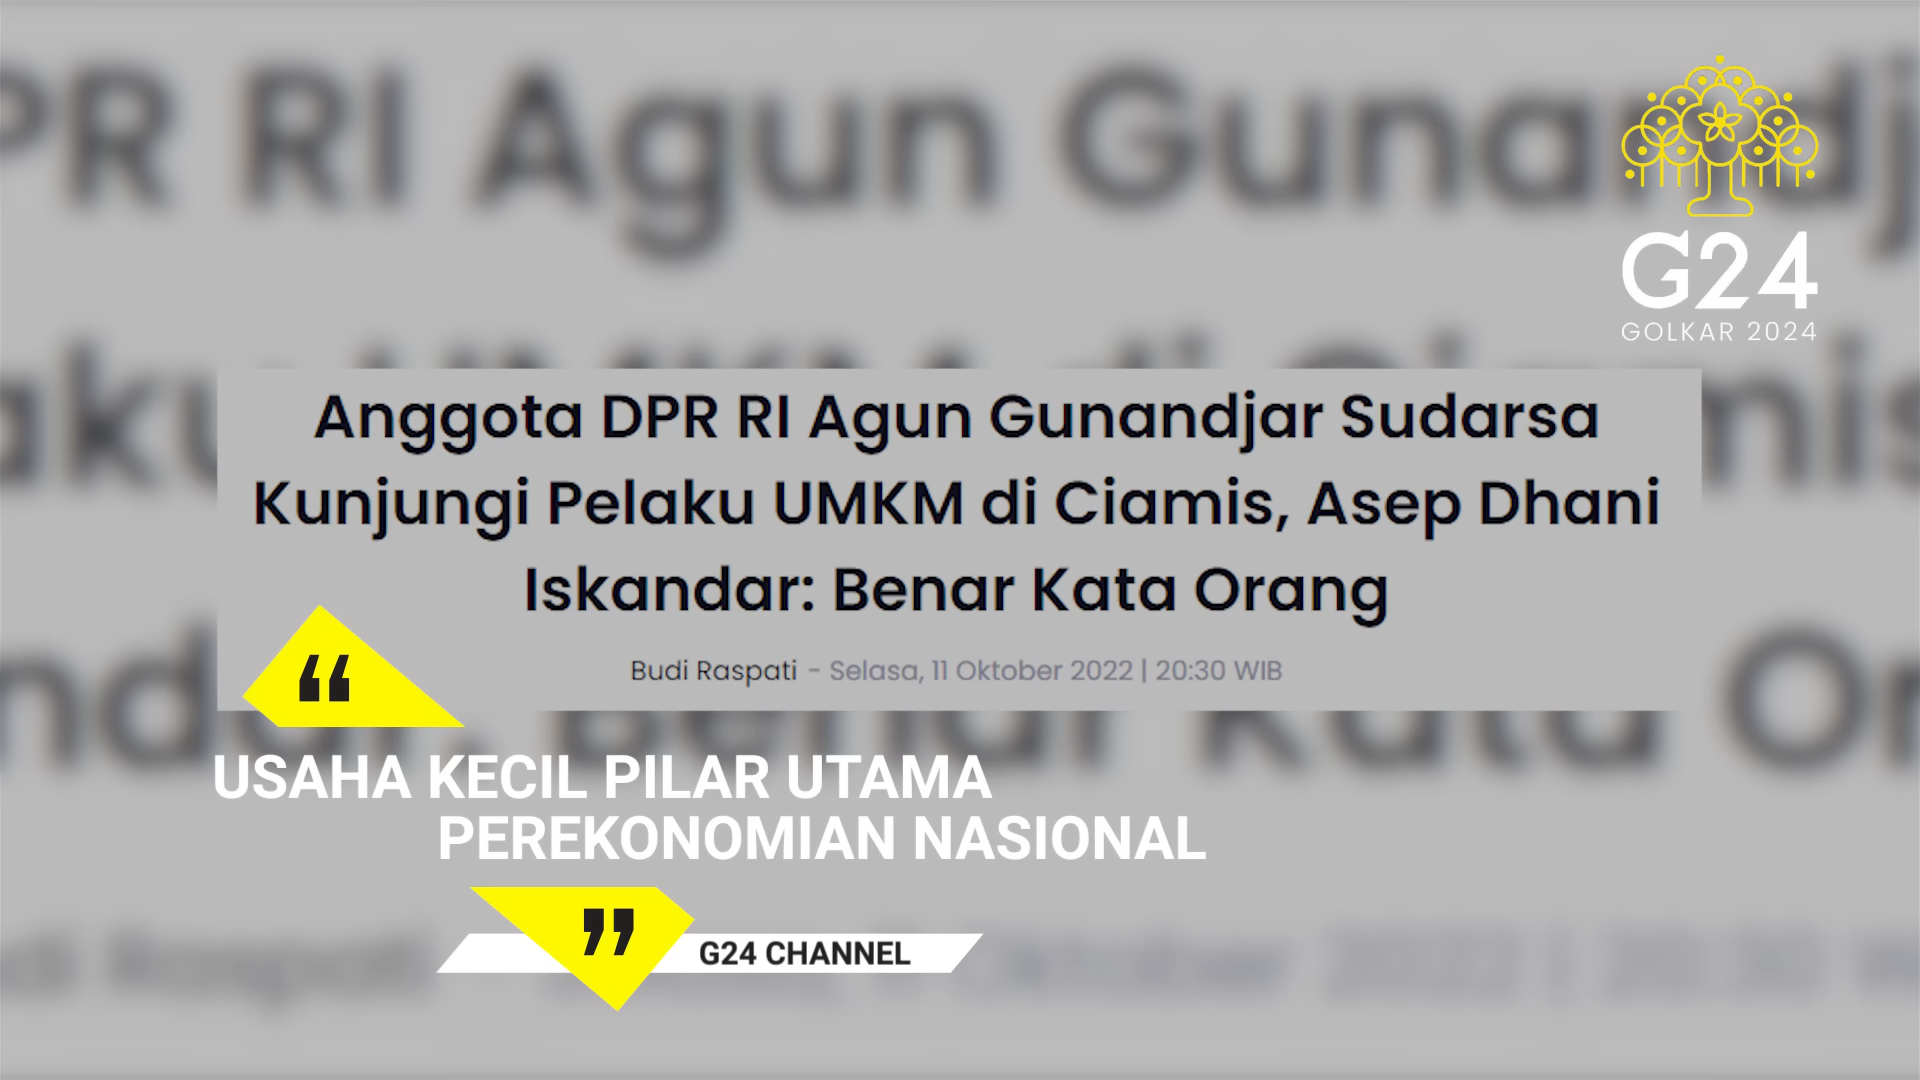 G24
GOLKAR 2024
Anggota DPR RI Agun Gunandjar Sudarsa
Kunjungi Pelaku UMKM di Ciamis, Asep Dhani
Iskandar: Benar Kata Orang
Budi Raspati - Selasa, 11 Oktober 2022 | 20:30 WIB
“
USAHA KECIL PILAR UTAMA
PEREKONOMIAN NASIONAL
”
G24 CHANNEL